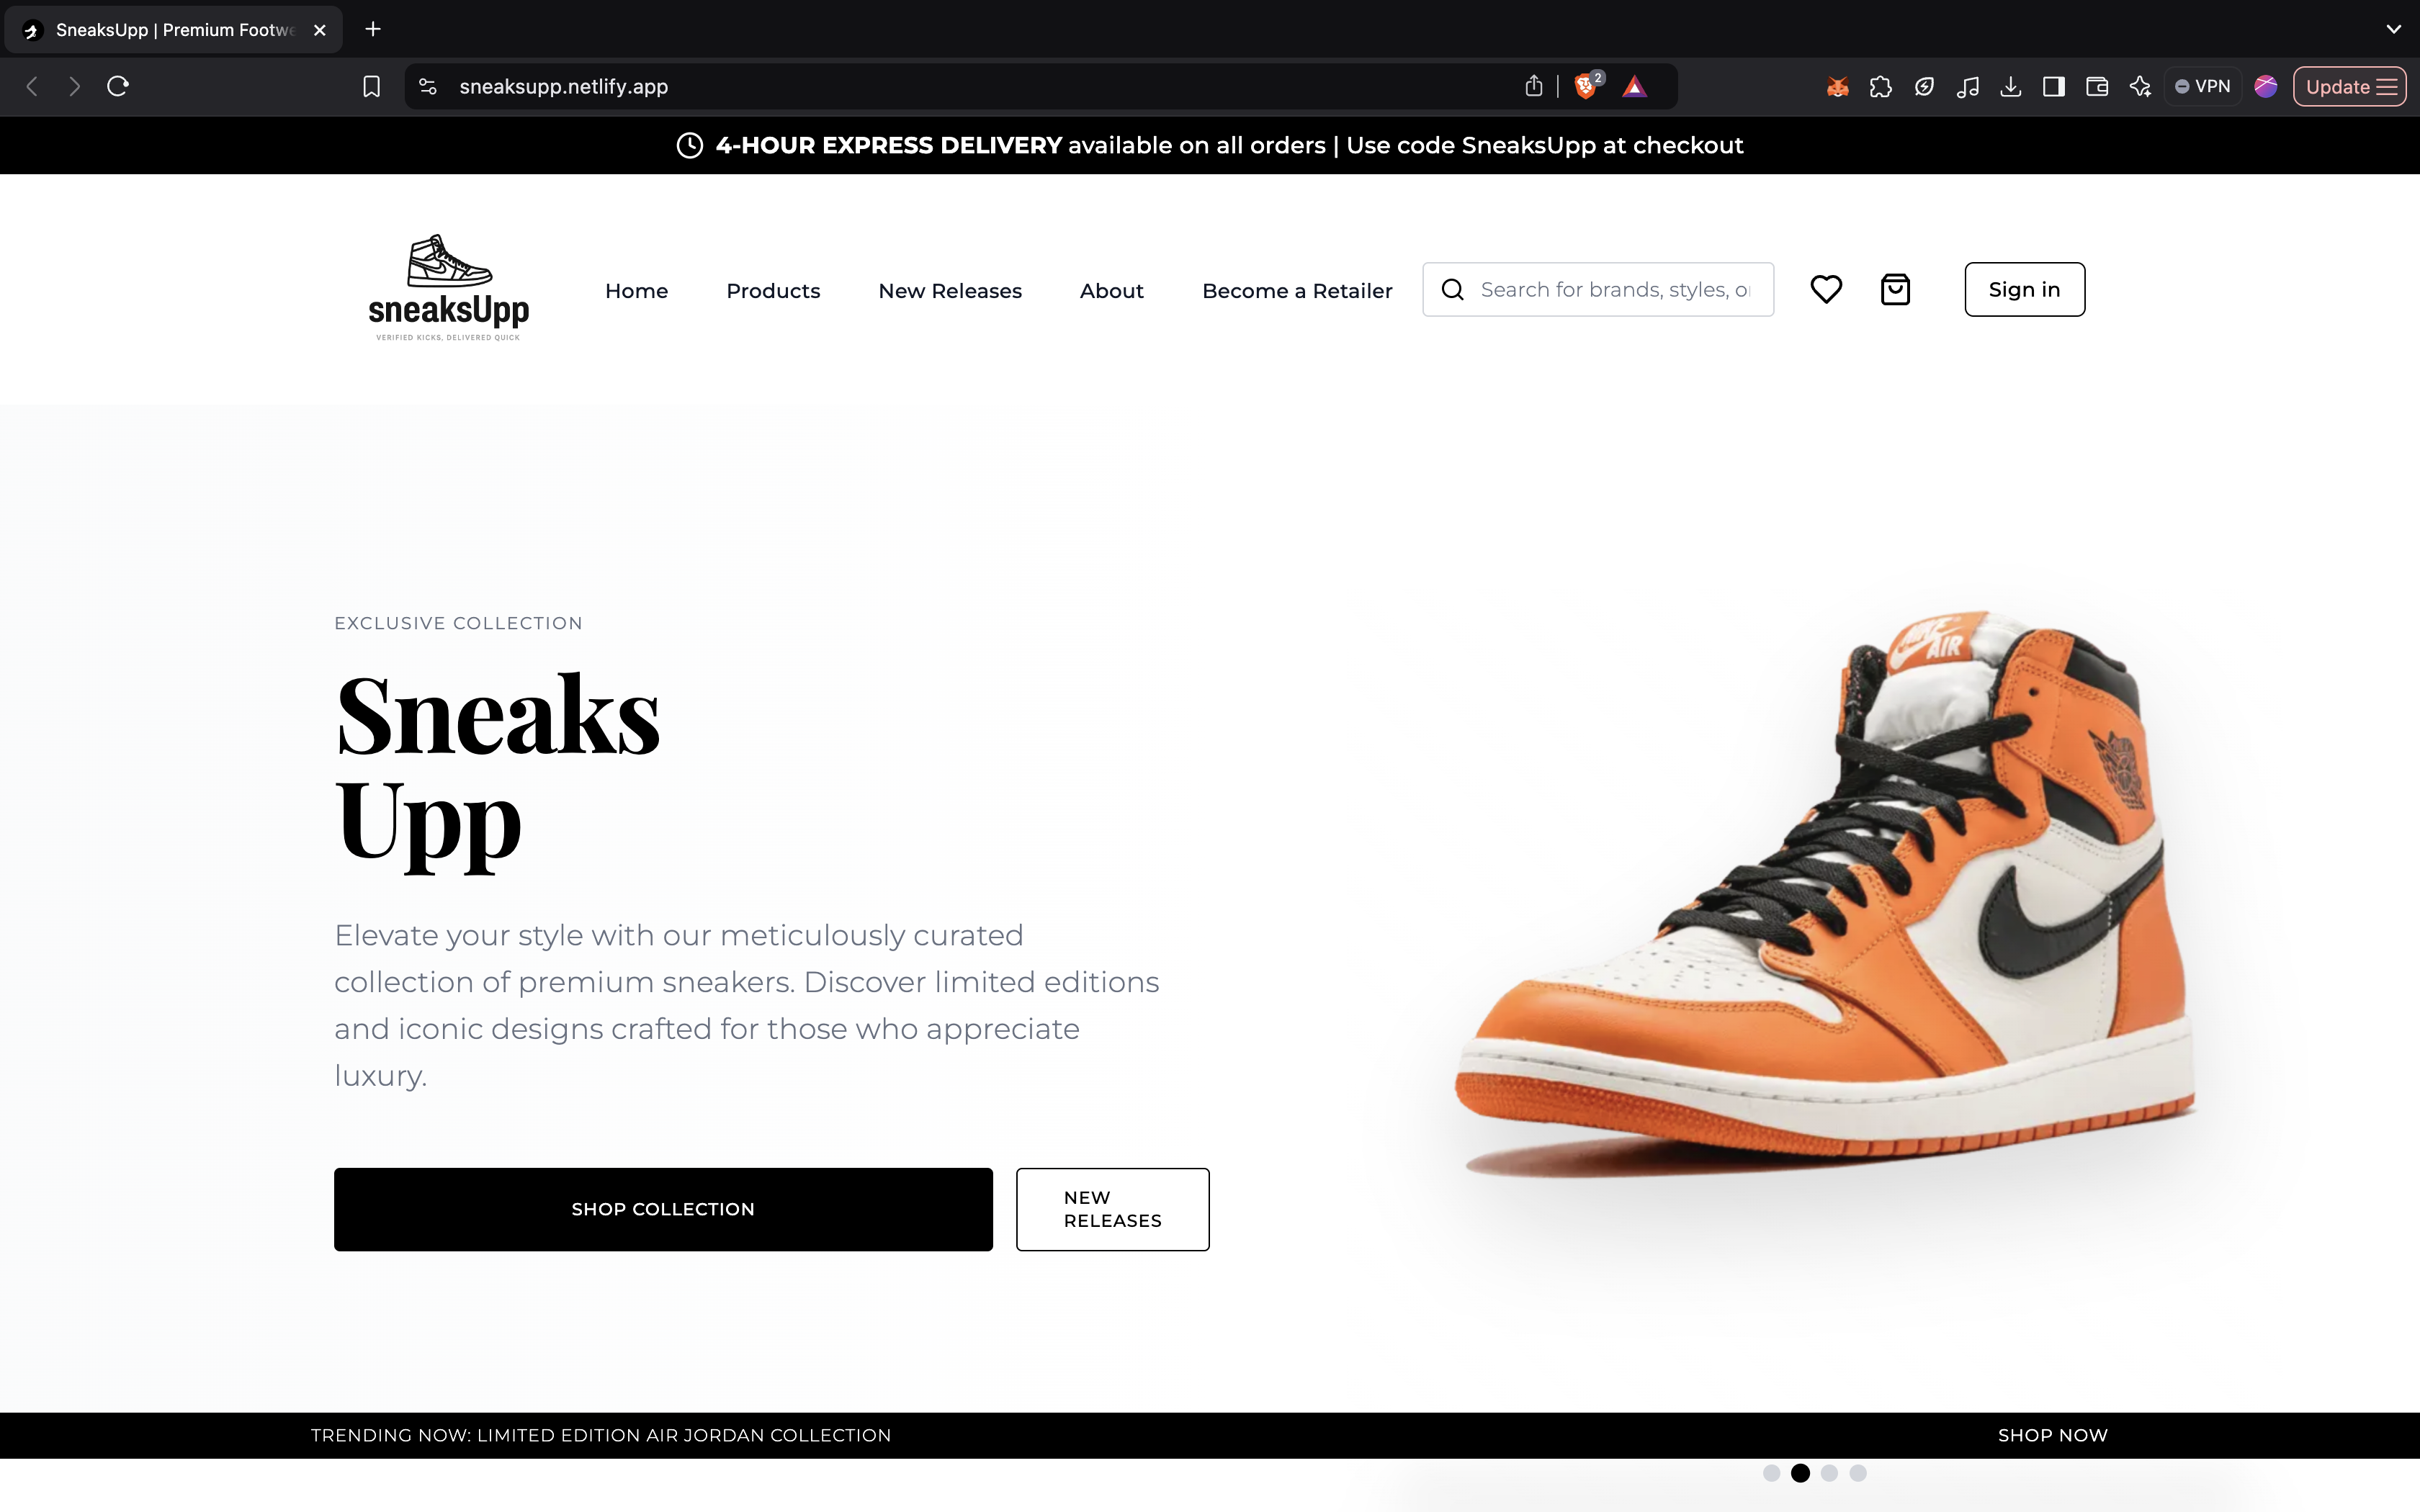 SneaksUpp | Premium Footwe
sneaksupp.netlify.app
2
VPN
Update
4-HOUR EXPRESS DELIVERY available on all orders | Use code SneaksUpp at checkout
sneaksUpp
VERIFIED KICKS, DELIVERED QUICK
Home
Products
New Releases
About
Become a Retailer
Search for brands, styles, o
Sign in
EXCLUSIVE COLLECTION
Sneaks
Upp
Elevate your style with our meticulously curated
collection of premium sneakers. Discover limited editions
and iconic designs crafted for those who appreciate
luxury.
SHOP COLLECTION
NEW
RELEASES
NIKE
AIR
TRENDING NOW: LIMITED EDITION AIR JORDAN COLLECTION
SHOP NOW